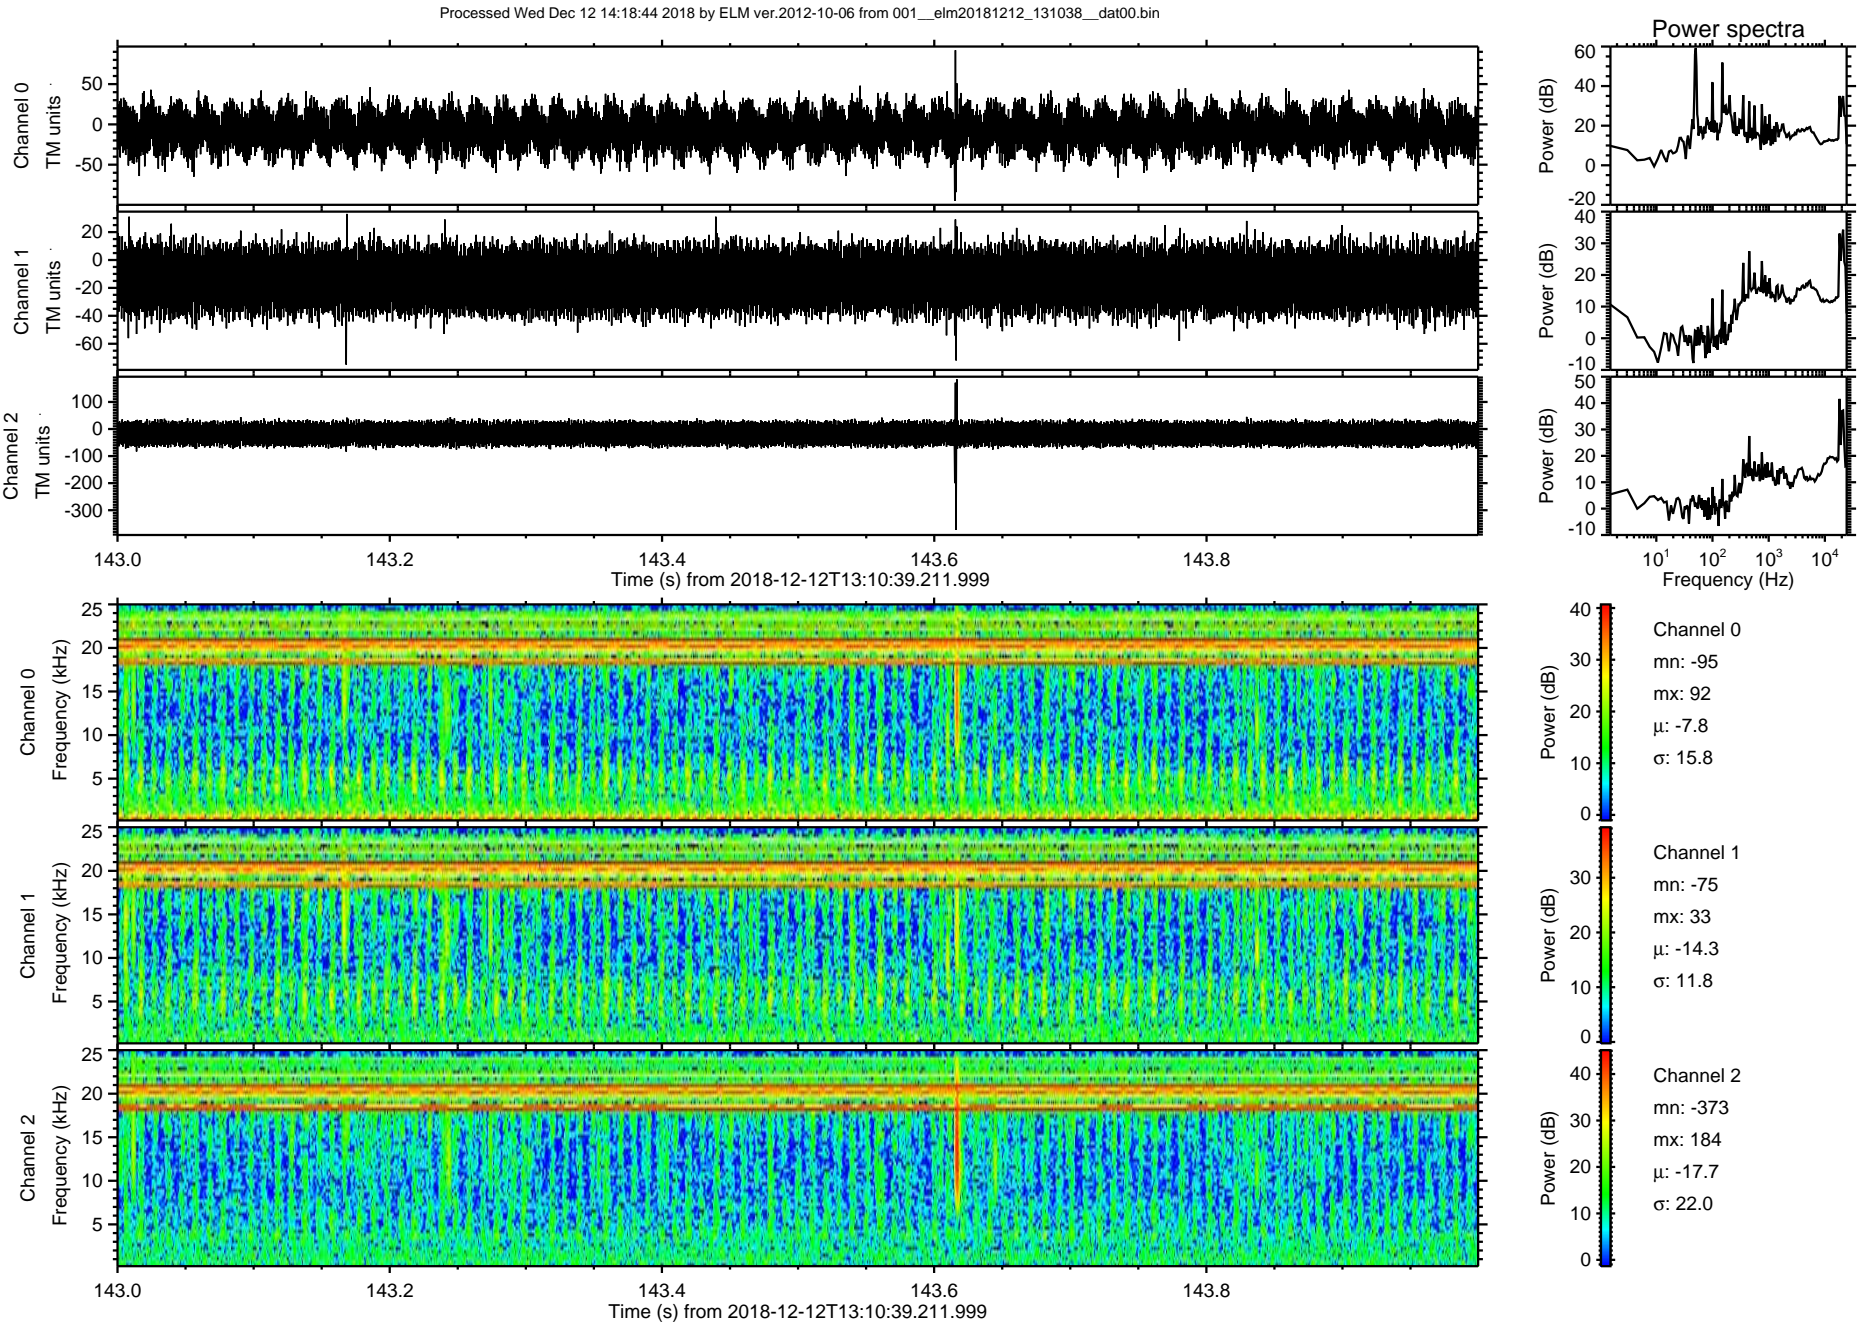 Processed Wed Dec 12 14:18:44 2018 by ELM ver.2012-10-06 from 001__elm20181212_131038__dat00.bin
Power spectra
Channel 0
TM units
50
0
-50
Power (dB)
60
40
20
0
-20
Channel 1
TM units
20
0
-20
-40
-60
Power (dB)
40
30
20
10
0
-10
Channel 2
TM units
100
0
-100
-200
-300
Power (dB)
50
40
30
20
10
0
-10
143.0 143.2 143.4 143.6 143.8
Time (s) from 2018-12-12T13:10:39.211.999
10¹ 10² 10³ 10⁴
Frequency (Hz)
Channel 0
Frequency (kHz)
25
20
15
10
5
Power (dB)
40
30
20
10
0
Channel 0
mn: -95
mx: 92
µ: -7.8
σ: 15.8
Channel 1
Frequency (kHz)
25
20
15
10
5
Power (dB)
30
20
10
0
Channel 1
mn: -75
mx: 33
µ: -14.3
σ: 11.8
Channel 2
Frequency (kHz)
25
20
15
10
5
Power (dB)
40
30
20
10
0
Channel 2
mn: -373
mx: 184
µ: -17.7
σ: 22.0
143.0 143.2 143.4 143.6 143.8
Time (s) from 2018-12-12T13:10:39.211.999